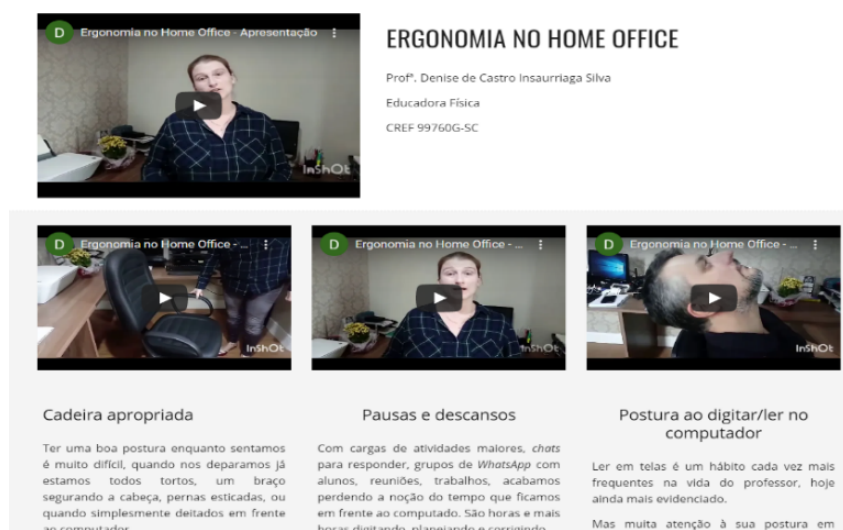 D Ergonomia no Home Office - Apresentação
InShOt
ERGONOMIA NO HOME OFFICE
Profª. Denise de Castro Insaurriaga Silva
Educadora Física
CREF 99760G-SC
D Ergonomia no Home Office - ...
InShOt
D Ergonomia no Home Office - ...
InShOt
D Ergonomia no Home Office - ...
InShOt
Cadeira apropriada
Ter uma boa postura enquanto sentamos
é muito difícil, quando nos deparamos já
estamos todos tortos, um braço
segurando a cabeça, pernas esticadas, ou
quando simplesmente deitados em frente
ao computador
Pausas e descansos
Com cargas de atividades maiores, chats
para responder, grupos de WhatsApp com
alunos, reuniões, trabalhos, acabamos
perdendo a noção do tempo que ficamos
em frente ao computado. São horas e mais
horas digitando, planejando e corrigindo
Postura ao digitar/ler no
computador
Ler em telas é um hábito cada vez mais
frequentes na vida do professor, hoje
ainda mais evidenciado.
Mas muita atenção à sua postura em